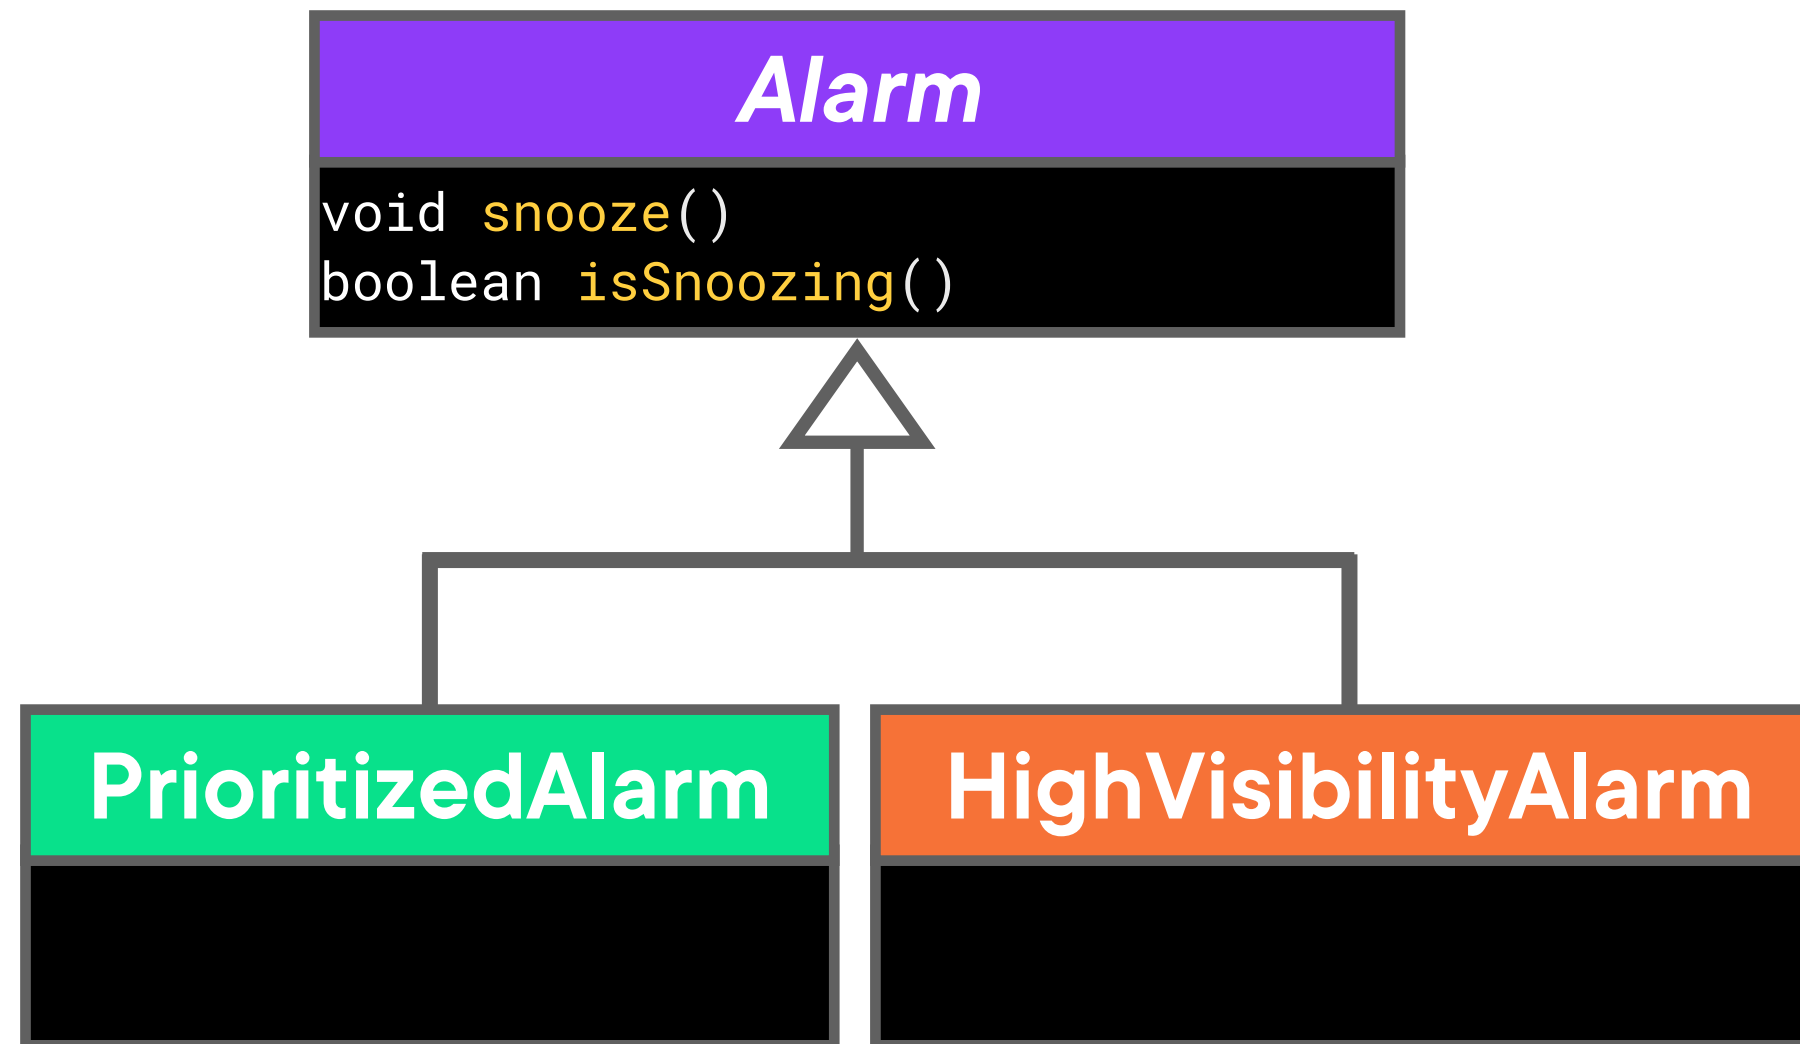 Alarm
void snooze()
boolean isSnoozing()
PrioritizedAlarm
HighVisibilityAlarm